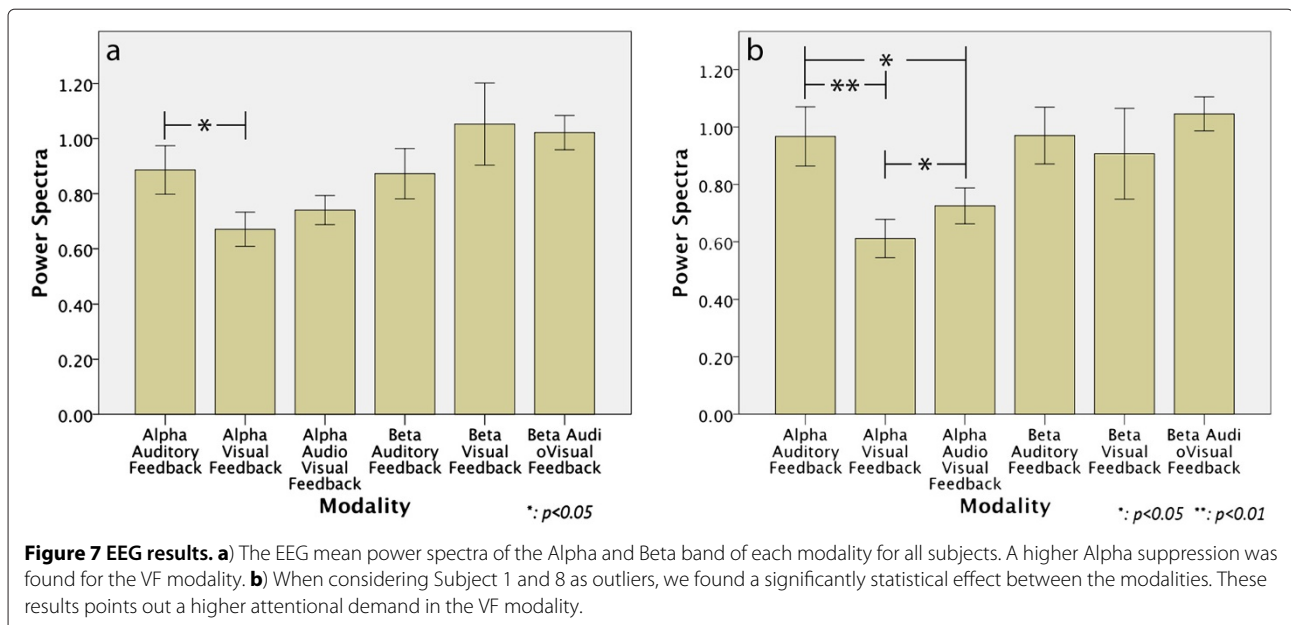 a
1.20
1.00
0.80
0.60
0.40
0.20
0.00
Power Spectra
*
Alpha Auditory Feedback
Alpha Visual Feedback
Alpha Audio Visual Feedback
Beta Auditory Feedback
Beta Visual Feedback
Beta Audi oVisual Feedback
Modality
*: p<0.05
b
1.20
1.00
0.80
0.60
0.40
0.20
0.00
Power Spectra
*
**
*
Alpha Auditory Feedback
Alpha Visual Feedback
Alpha Audio Visual Feedback
Beta Auditory Feedback
Beta Visual Feedback
Beta Audi oVisual Feedback
Modality
*: p<0.05 **: p<0.01
Figure 7 EEG results. a) The EEG mean power spectra of the Alpha and Beta band of each modality for all subjects. A higher Alpha suppression was
found for the VF modality. b) When considering Subject 1 and 8 as outliers, we found a significantly statistical effect between the modalities. These
results points out a higher attentional demand in the VF modality.